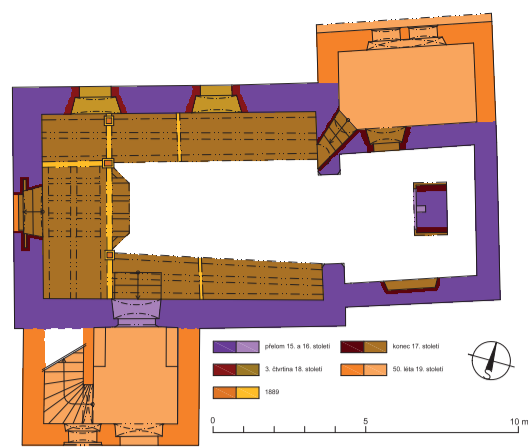 přelom 15. a 16. století
konec 17. století
3. čtvrtina 18. století
50. léta 19. století
1889
S
0
5
10 m